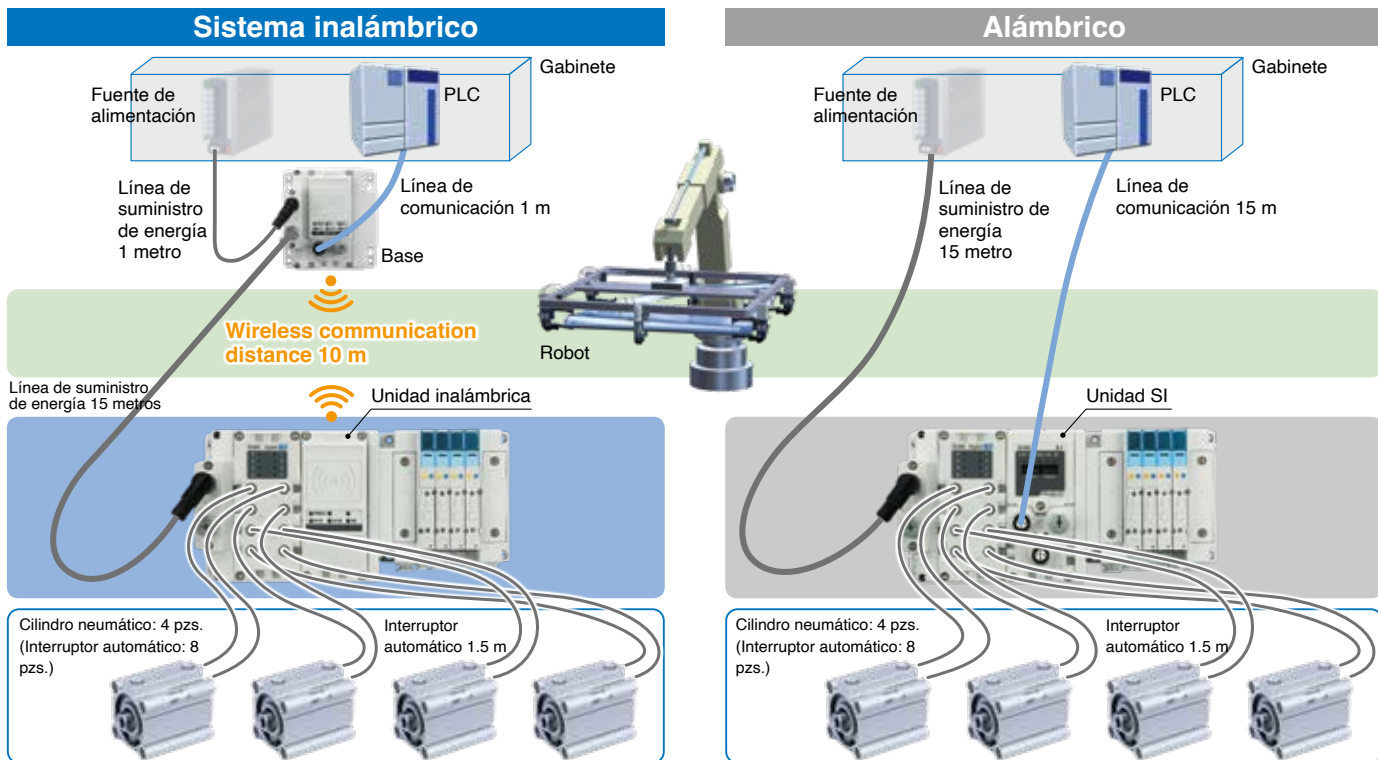 Sistema inalámbrico
Gabinete
Fuente de
alimentación
PLC
Línea de
suministro
de energía
1 metro
Línea de
comunicación 1 m
Base
Wireless communication
distance 10 m
Robot
Línea de suministro
de energía 15 metros
Unidad inalámbrica
Cilindro neumático: 4 pzs.
(Interruptor automático: 8
pzs.)
Interruptor
automático 1.5 m
Alámbrico
Gabinete
Fuente de
alimentación
PLC
Línea de
suministro de
energía
15 metro
Línea de
comunicación 15 m
Unidad SI
Cilindro neumático: 4 pzs.
(Interruptor automático: 8
pzs.)
Interruptor
automático 1.5 m